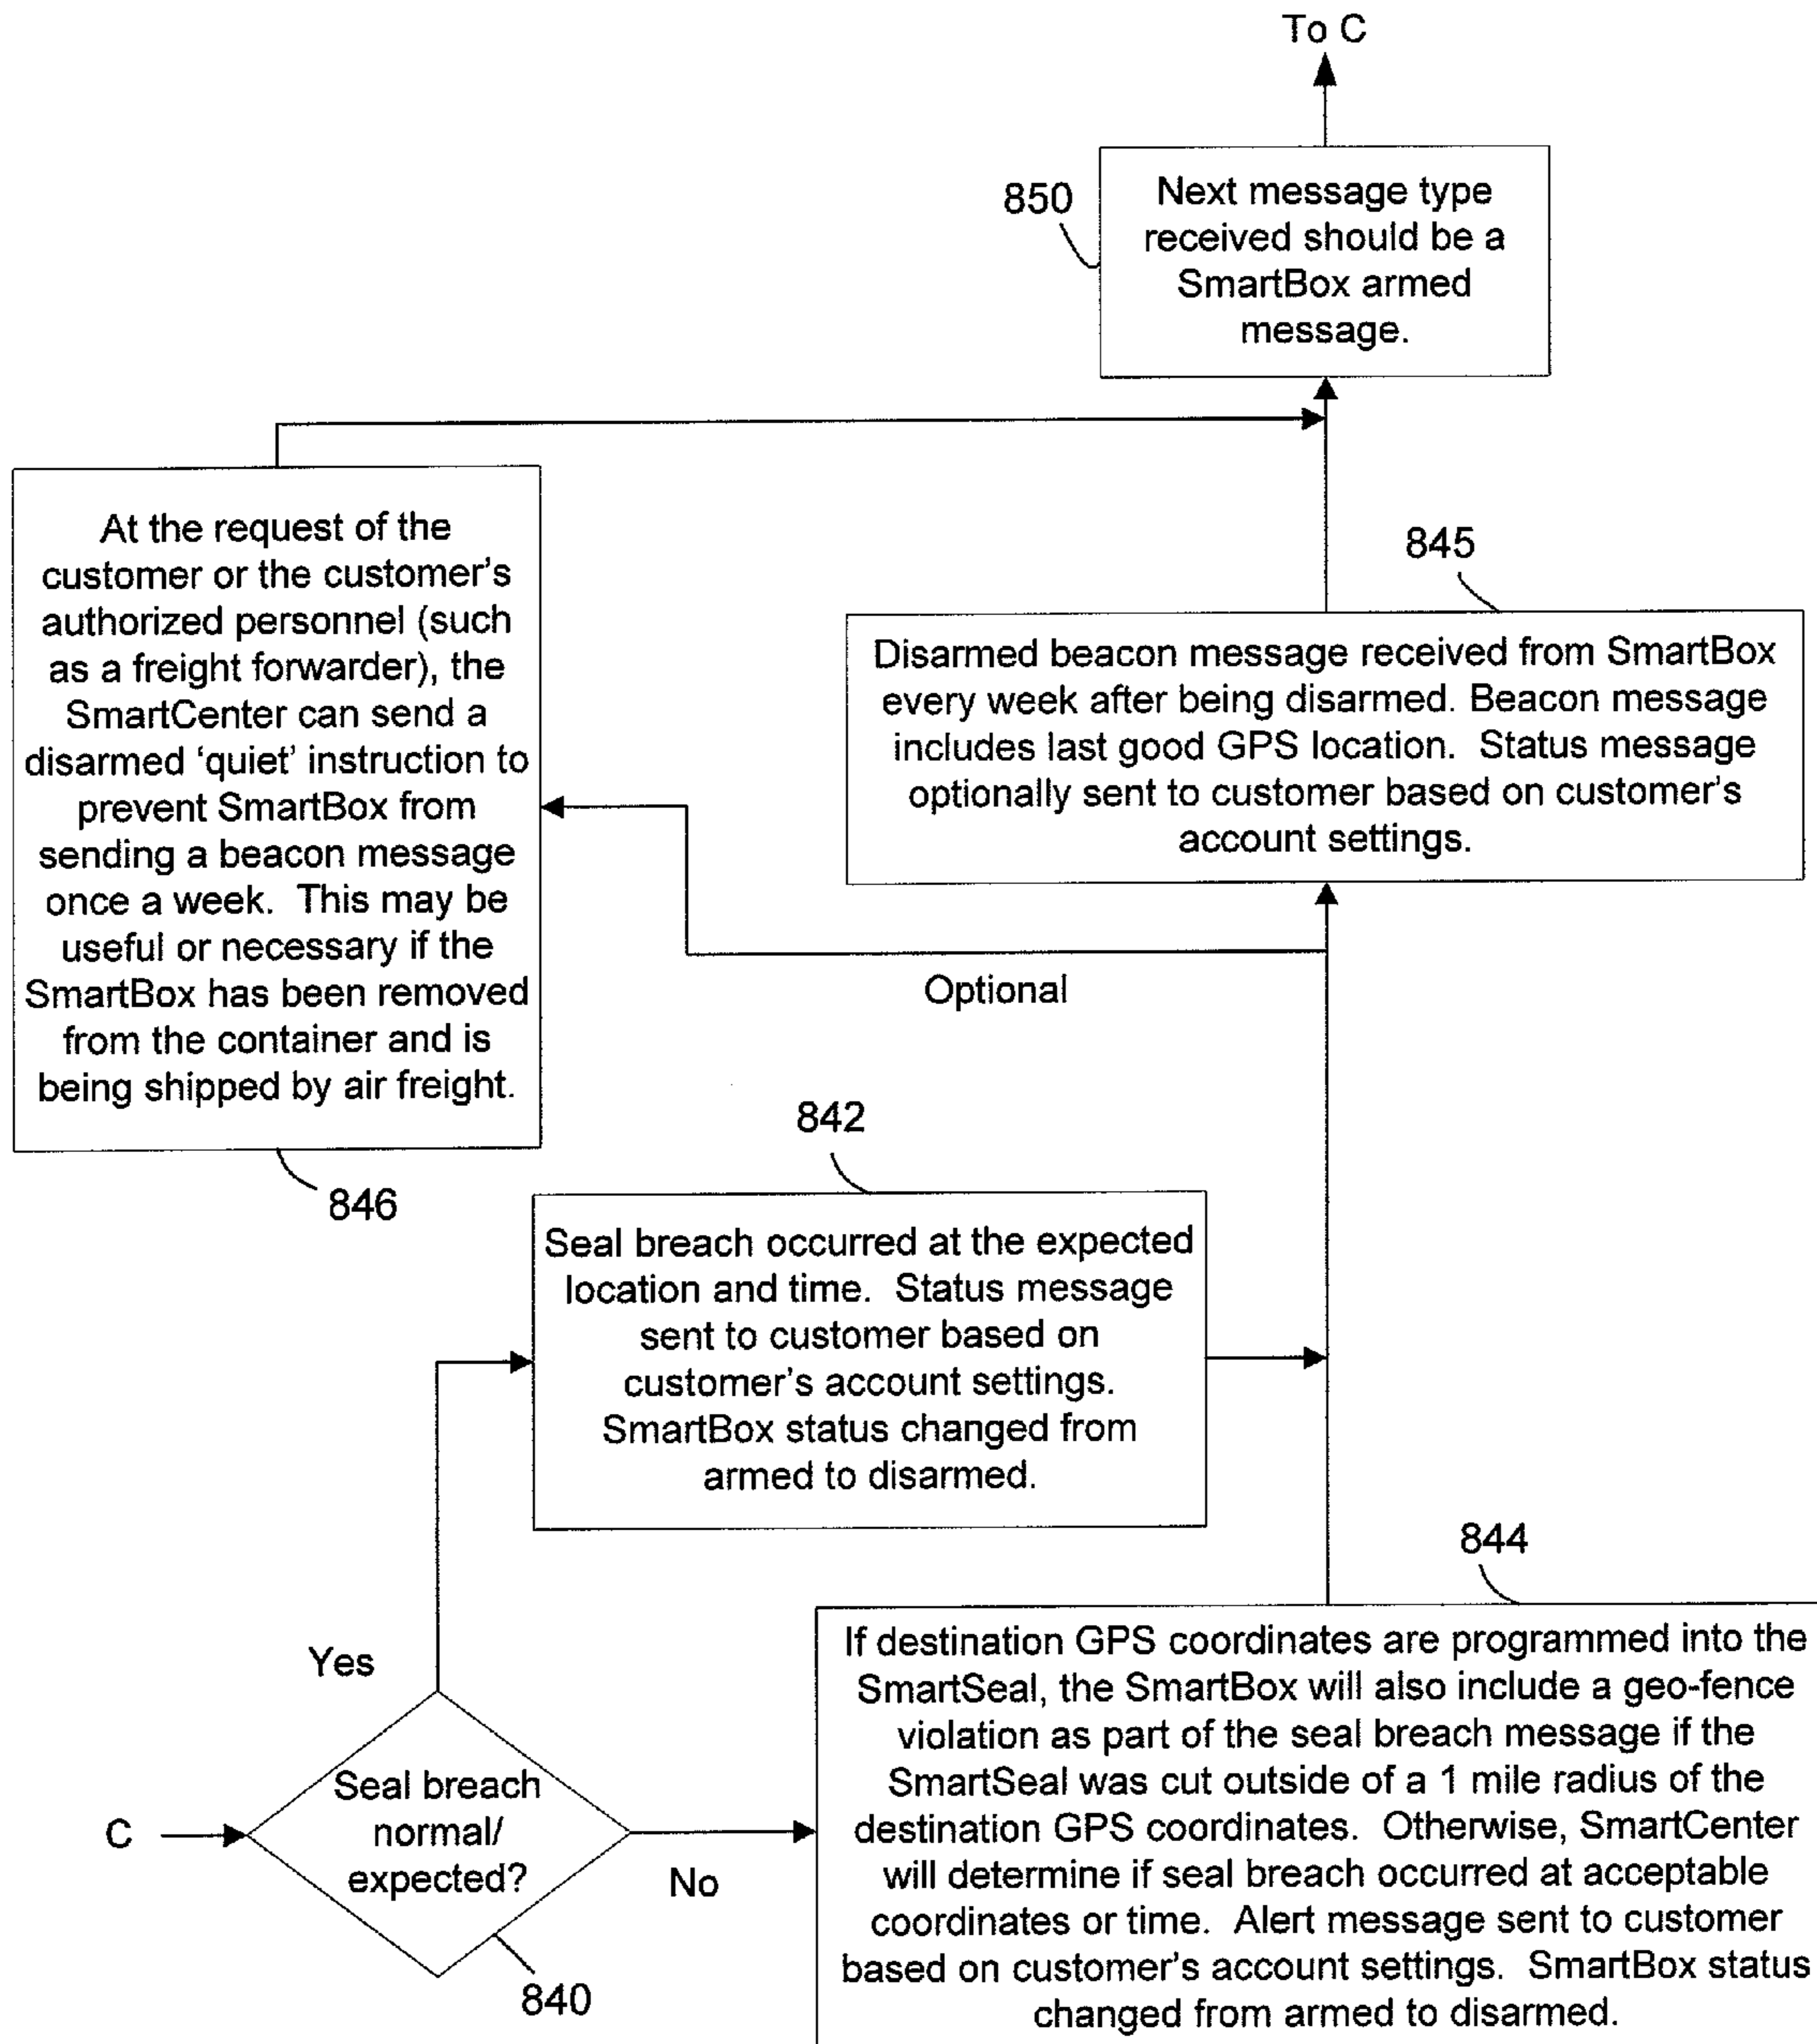 To C
850
Next message type
received should be a
SmartBox armed
message.
At the request of the
customer or the customer's
authorized personnel (such
as a freight forwarder), the
SmartCenter can send a
disarmed 'quiet' instruction to
prevent SmartBox from
sending a beacon message
once a week. This may be
useful or necessary if the
SmartBox has been removed
from the container and is
being shipped by air freight.
846
845
Disarmed beacon message received from SmartBox
every week after being disarmed. Beacon message
includes last good GPS location. Status message
optionally sent to customer based on customer's
account settings.
Optional
842
Seal breach occurred at the expected
location and time. Status message
sent to customer based on
customer's account settings.
SmartBox status changed from
armed to disarmed.
844
If destination GPS coordinates are programmed into the
SmartSeal, the SmartBox will also include a geo-fence
violation as part of the seal breach message if the
SmartSeal was cut outside of a 1 mile radius of the
destination GPS coordinates. Otherwise, SmartCenter
will determine if seal breach occurred at acceptable
coordinates or time. Alert message sent to customer
based on customer's account settings. SmartBox status
changed from armed to disarmed.
Yes
C
Seal breach
normal/
expected?
No
840